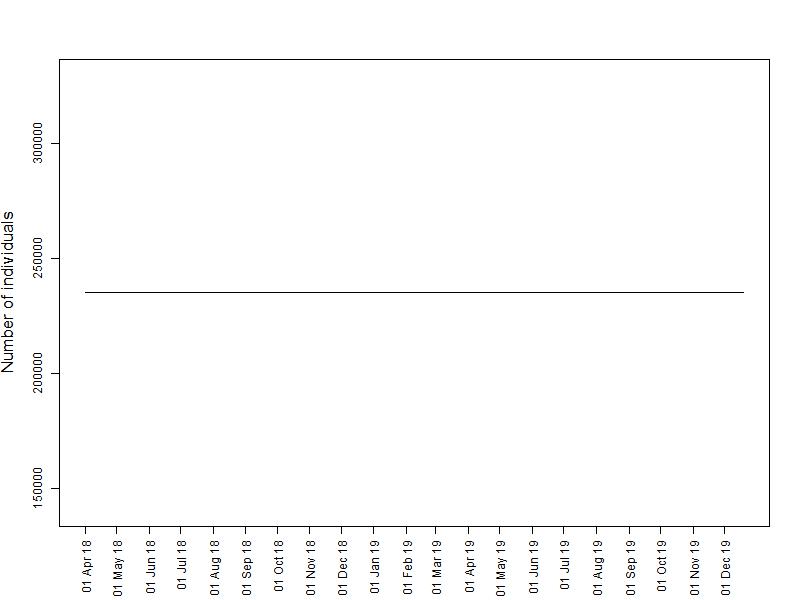 Number of individuals
300000
250000
200000
150000
01 Apr 18
01 May 18
01 Jun 18
01 Jul 18
01 Aug 18
01 Sep 18
01 Oct 18
01 Nov 18
01 Dec 18
01 Jan 19
01 Feb 19
01 Mar 19
01 Apr 19
01 May 19
01 Jun 19
01 Jul 19
01 Aug 19
01 Sep 19
01 Oct 19
01 Nov 19
01 Dec 19